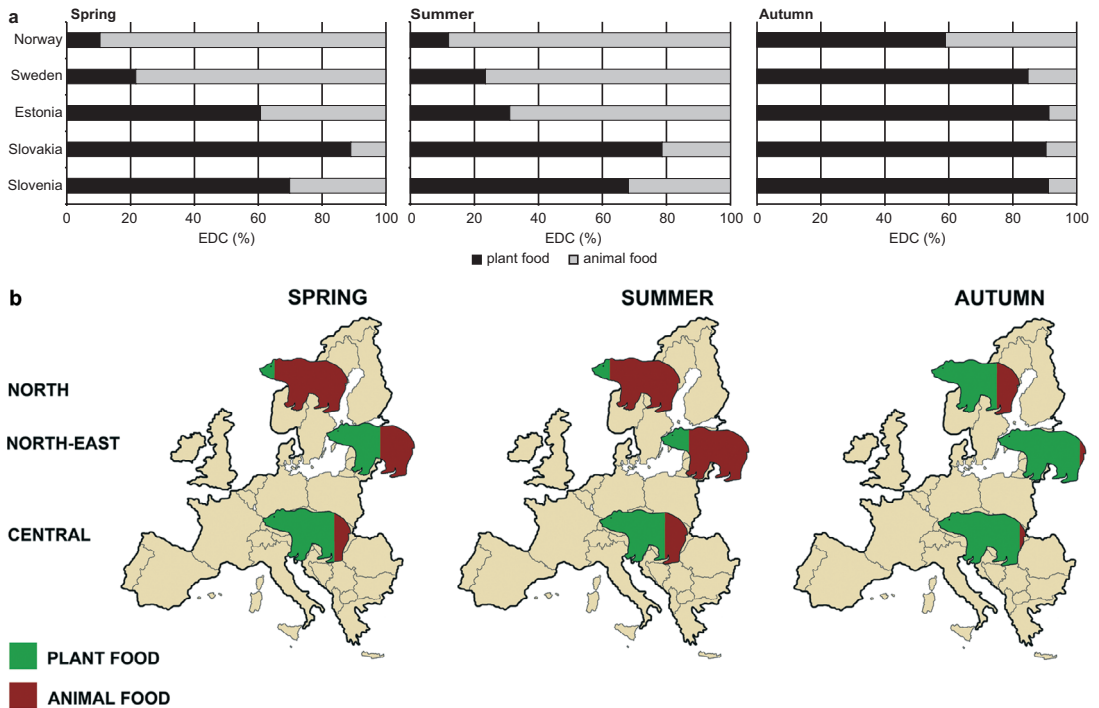 a
Spring
Summer
Autumn
Norway
Sweden
Estonia
Slovakia
Slovenia
0 20 40 60 80 100
0 20 40 60 80 100
0 20 40 60 80 100
EDC (%)
EDC (%)
EDC (%)
plant food
animal food
b
SPRING
SUMMER
AUTUMN
NORTH
NORTH-EAST
CENTRAL
PLANT FOOD
ANIMAL FOOD